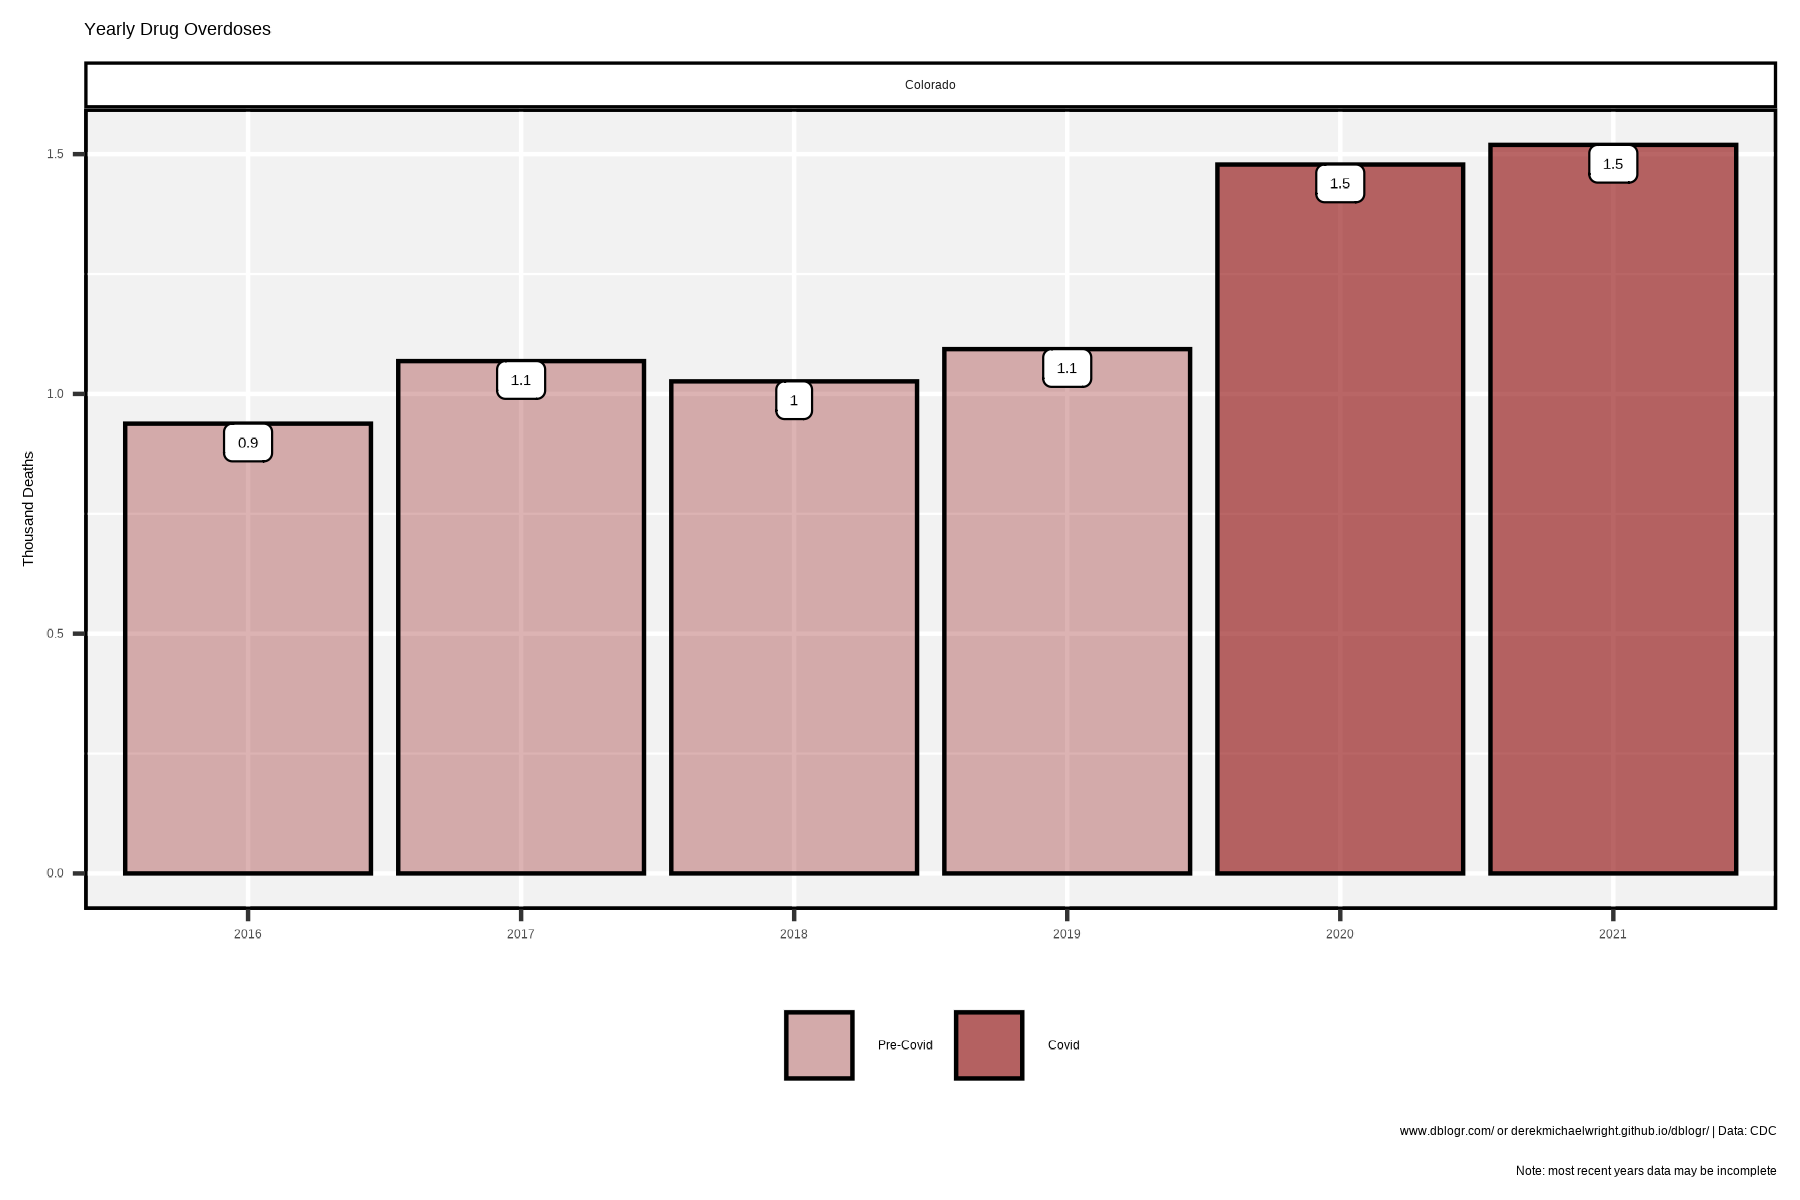 Yearly Drug Overdoses
Colorado
1.5
1.0
0.5
0.0
Thousand Deaths
0.9
1.1
1
1.1
1.5
1.5
2016
2017
2018
2019
2020
2021
Pre-Covid
Covid
www.dblogr.com/ or derekmichaelwright.github.io/dblogr/ | Data: CDC
Note: most recent years data may be incomplete